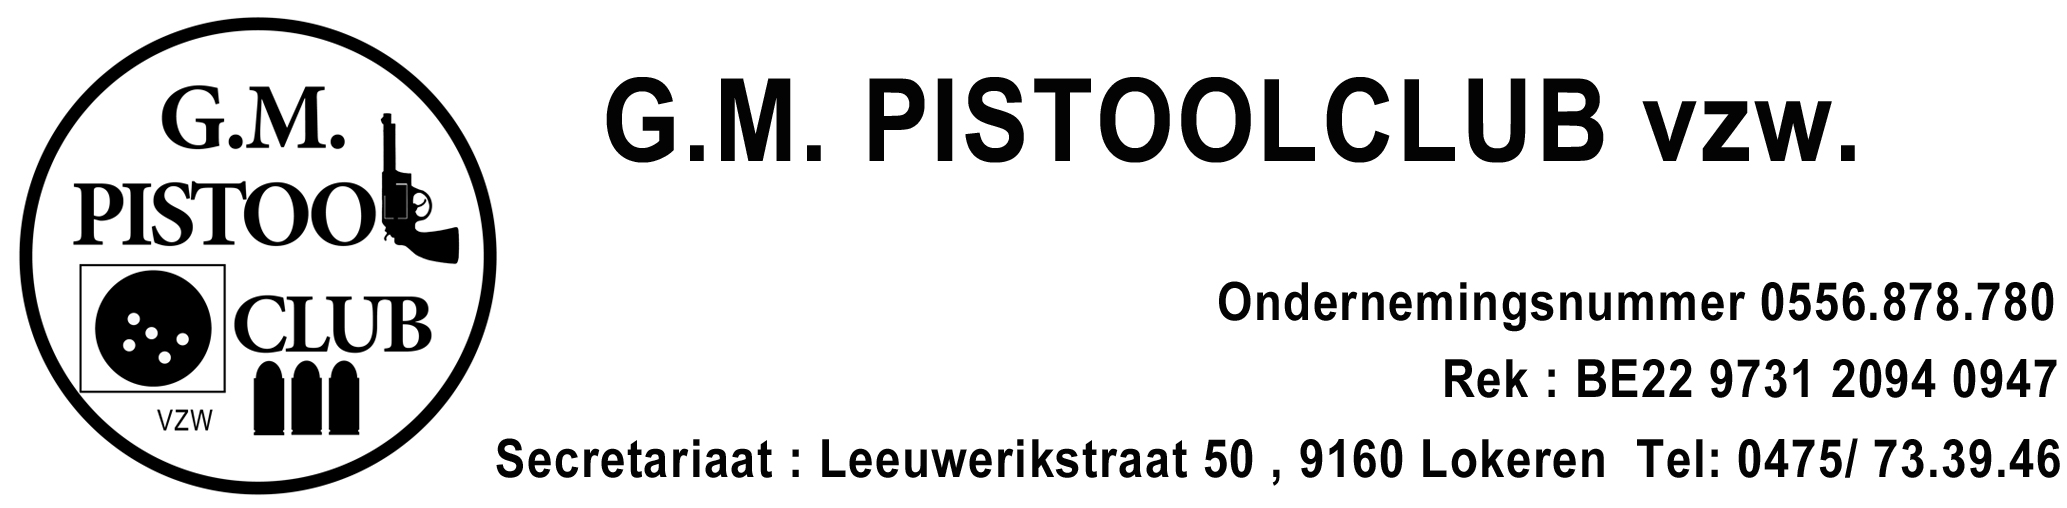 G.M.
PISTOOL
CLUB
VZW
G.M. PISTOOLCLUB vzw.
Ondernemingsnummer 0556.878.780
Rek : BE22 9731 2094 0947
Secretariaat : Leeuwerikstraat 50 , 9160 Lokeren Tel: 0475/ 73.39.46